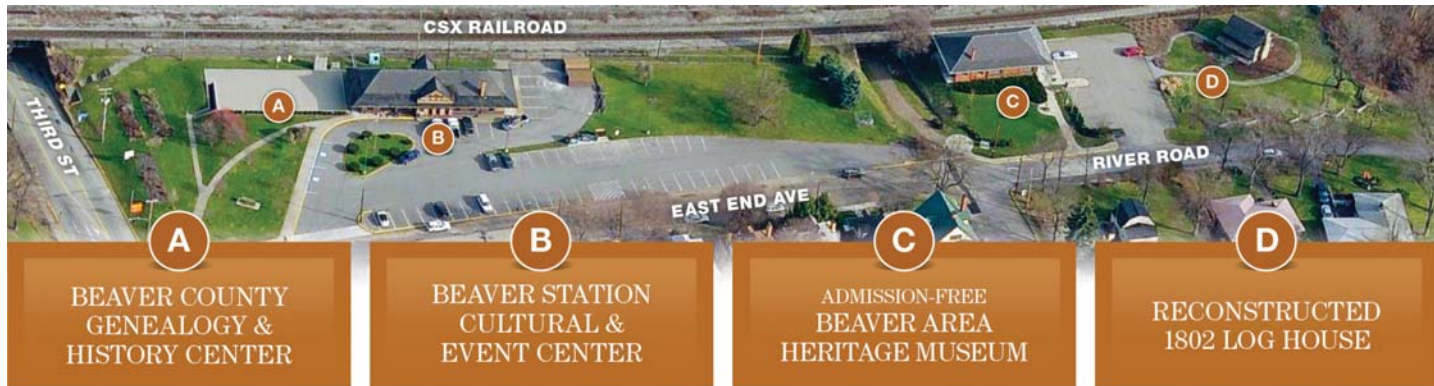 CSX RAILROAD
THIRD ST
A
B
C
D
RIVER ROAD
EAST END AVE
A
BEAVER COUNTY
GENEALOGY &
HISTORY CENTER
B
BEAVER STATION
CULTURAL &
EVENT CENTER
C
ADMISSION-FREE
BEAVER AREA
HERITAGE MUSEUM
D
RECONSTRUCTED
1802 LOG HOUSE